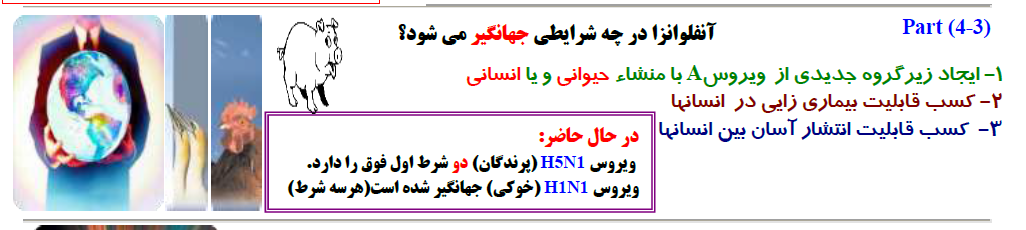 Part (4-3)
آنفلوانزا در چه شرایطی جهانگیر می شود؟
۱- ایجاد زیرگروه جدیدی از ویروس A با منشاء حیوانی و یا انسانی
۲- کسب قابلیت بیماری زایی در انسانها
۳- کسب قابلیت انتشار آسان بین انسانها
در حال حاضر:
ویروس H5N1 (پرندگان) دو شرط اول فوق را دارد.
ویروس H1N1 (خوکی) جهانگیر شده است(هرسه شرط)